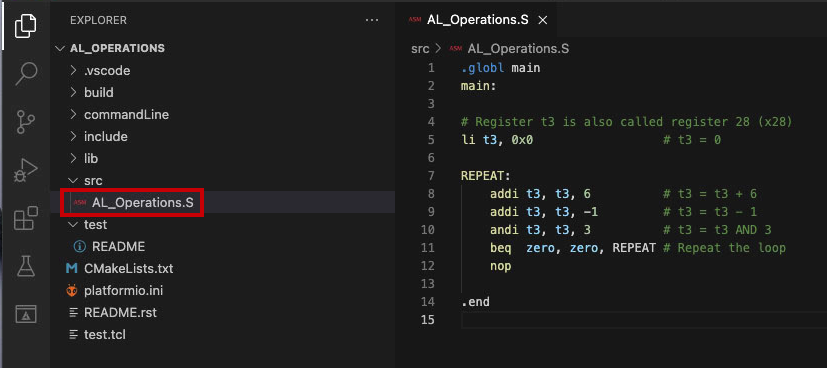 EXPLORER
AL_OPERATIONS
.vscode
build
commandLine
include
lib
src
ASM AL_Operations.S
test
README
CMakeLists.txt
platformio.ini
README.rst
test.tcl
ASM AL_Operations.S
src > ASM AL_Operations.S
1 .globl main
2 main:
3
4 # Register t3 is also called register 28 (x28)
5 li t3, 0x0 # t3 = 0
6
7 REPEAT:
8 addi t3, t3, 6 # t3 = t3 + 6
9 addi t3, t3, -1 # t3 = t3 - 1
10 andi t3, t3, 3 # t3 = t3 AND 3
11 beq zero, zero, REPEAT # Repeat the loop
12 nop
13
14 .end
15